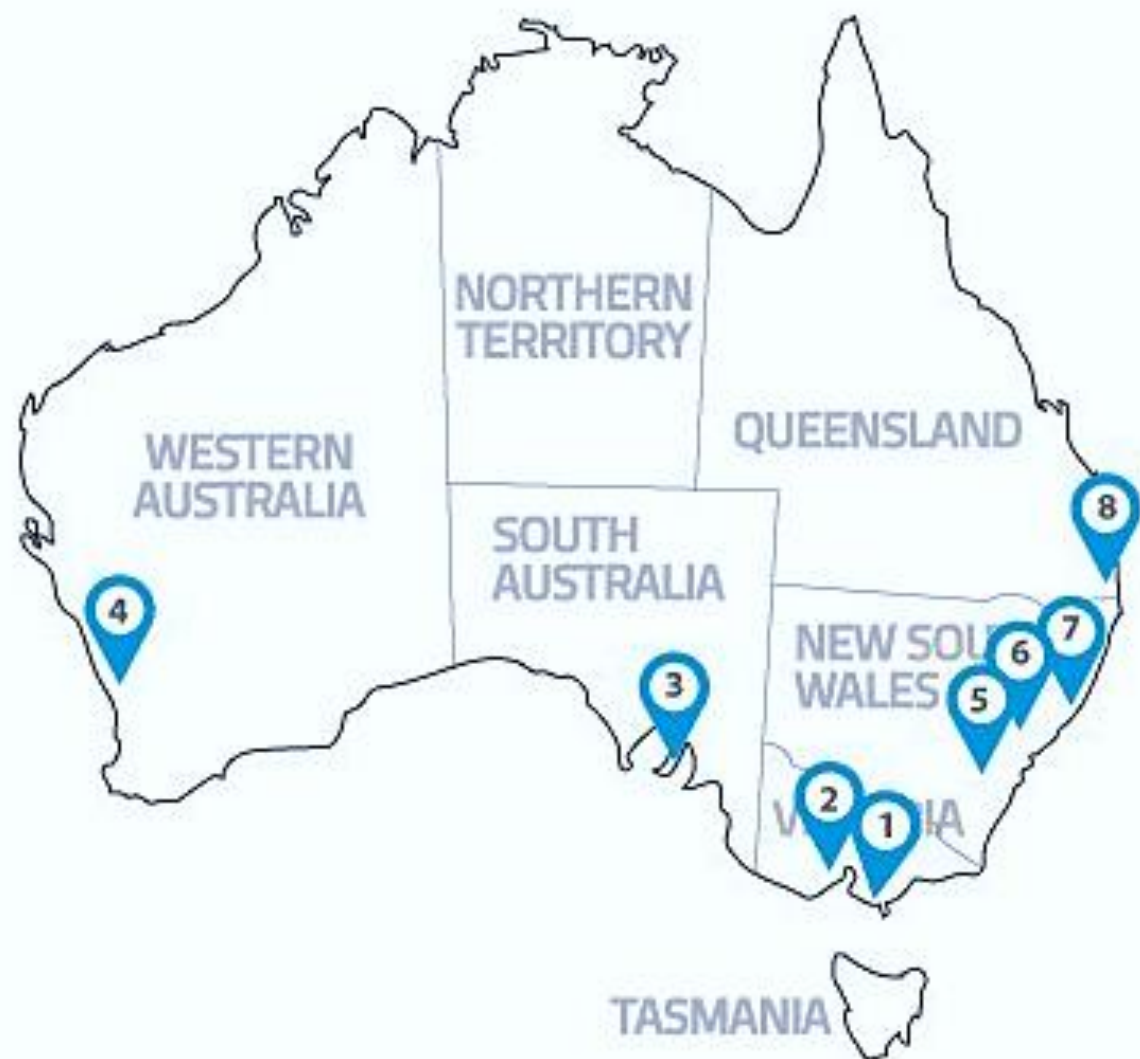 NORTHERN
TERRITORY
QUEENSLAND
WESTERN
AUSTRALIA
8
SOUTH
AUSTRALIA
4
7
NEW SOU
WALES
6
3
5
2
1
V IA
TASMANIA